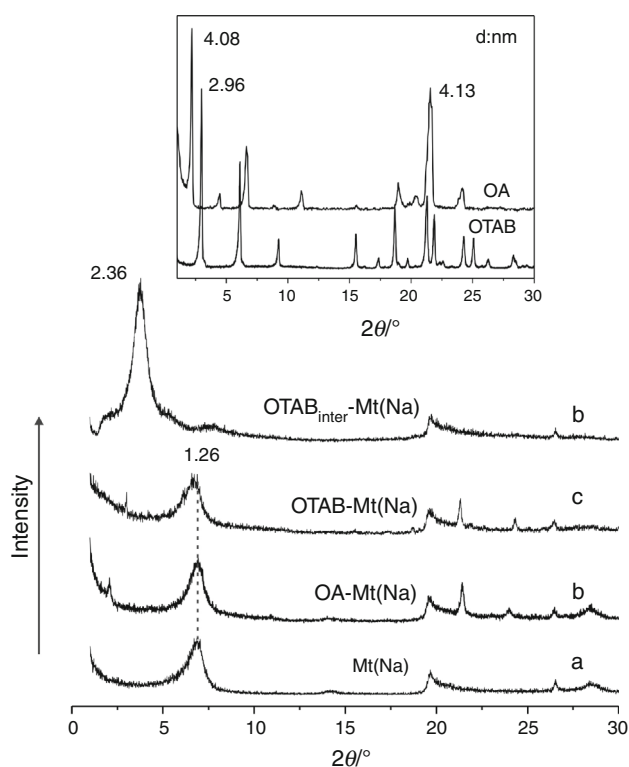 4.08
d:nm
2.96
4.13
OA
OTAB
5 10 15 20 25 30
2θ/°
2.36
OTABinter-Mt(Na) b
1.26
OTAB-Mt(Na) c
Intensity
OA-Mt(Na) b
Mt(Na) a
0 5 10 15 20 25 30
2θ/°